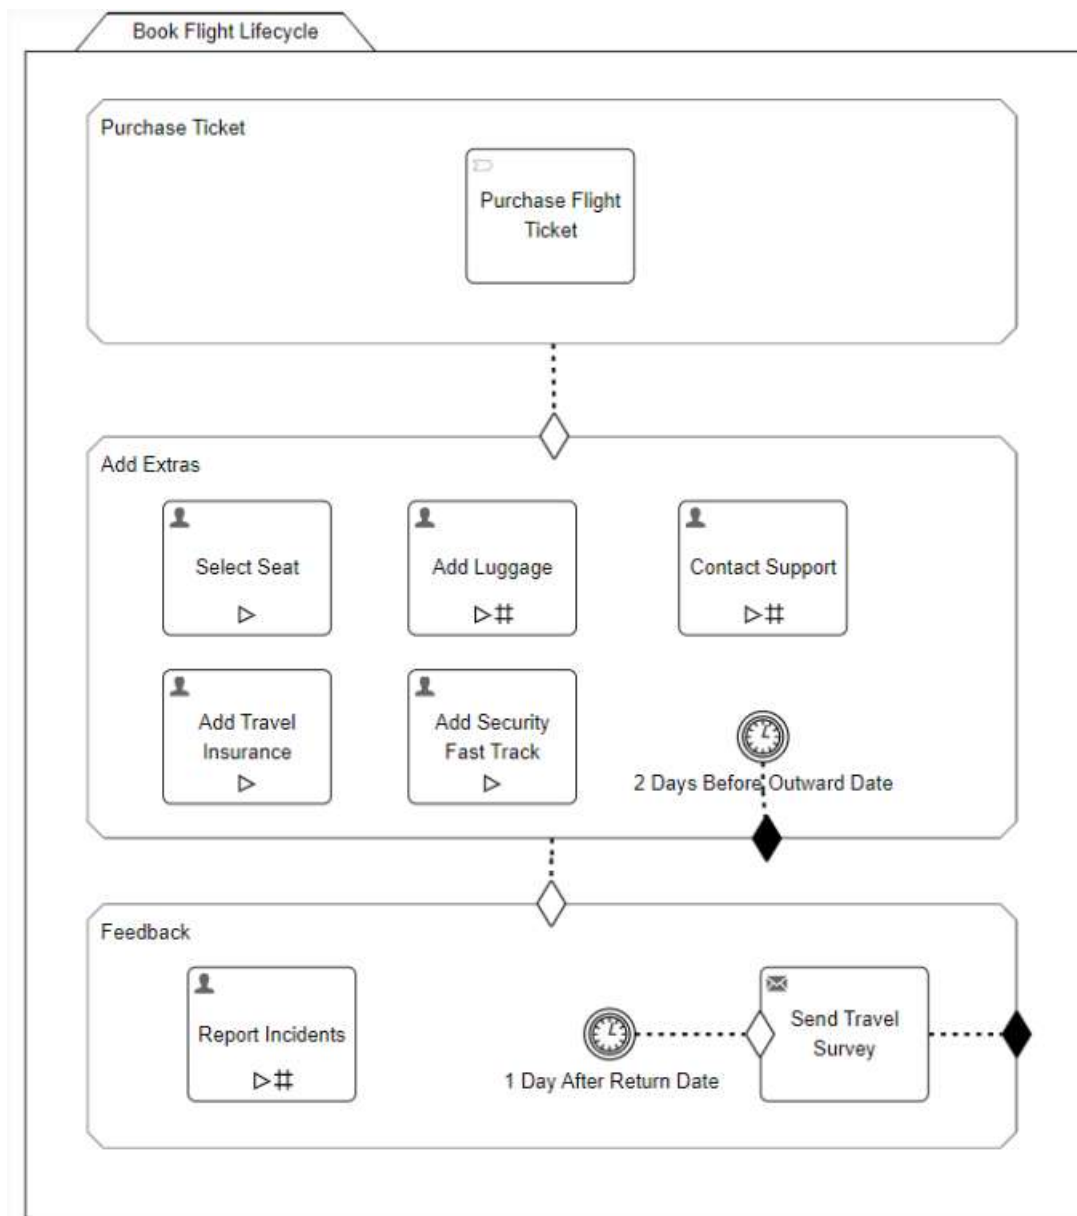 Book Flight Lifecycle
Purchase Ticket
Purchase Flight
Ticket
Add Extras
Select Seat
Add Luggage
Contact Support
Add Travel
Insurance
Add Security
Fast Track
2 Days Before Outward Date
Feedback
Report Incidents
1 Day After Return Date
Send Travel
Survey